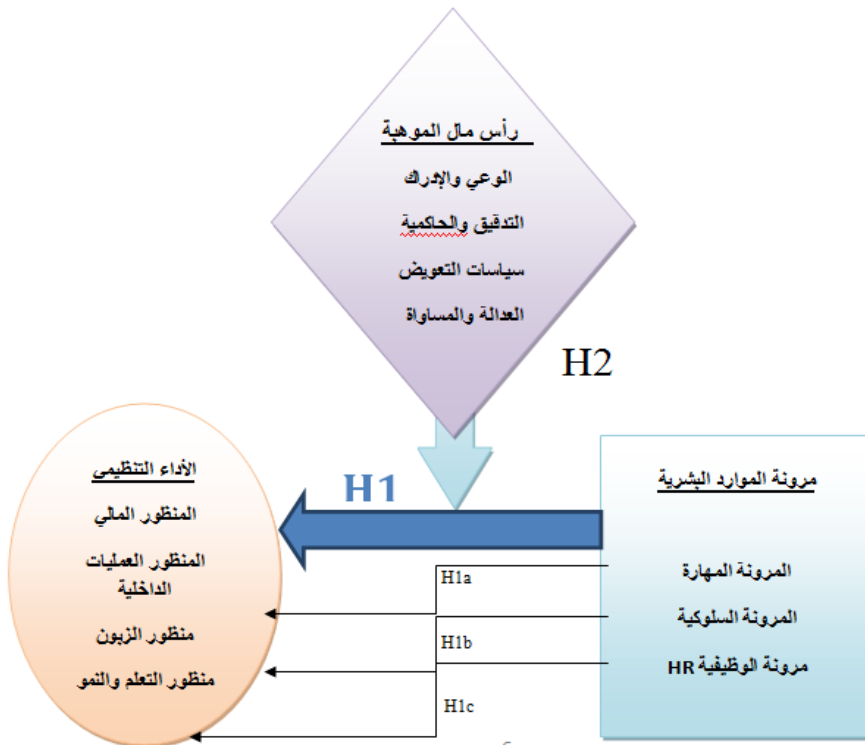 رأس مال الموهبة
الوعي والإدراك
التدقيق والحاكمية
سياسات التعويض
العدالة والمساواة
H2
مرونة الموارد البشرية
المرونة المهارة
المرونة السلوكية
مرونة الوظيفية HR
H1
H1a
H1b
H1c
الأداء التنظيمي
المنظور المالي
المنظور العمليات
الداخلية
منظور الزبون
منظور التعلم والنمو